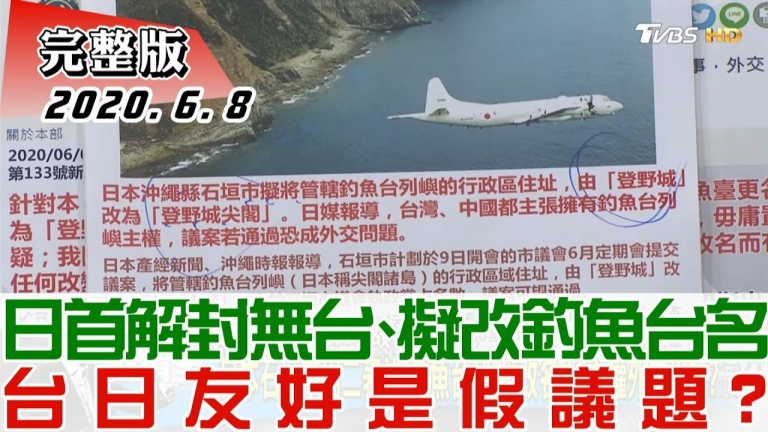 TVBS HD
完整版
2020.6.8
事．外交
關於本部
2020/06/0
第133號新
針對本
為「登野
疑；我
任何改變
日本沖繩縣石垣市擬將管轄釣魚台列嶼的行政區住址，由「登野城」
改為「登野城尖閣」。日媒報導，台灣、中國都主張擁有釣魚台列
嶼主權，議案若通過恐成外交問題。
日本產經新聞、沖繩時報報導，石垣市計劃於9日開會的市議會6月定期會提交
議案，將管轄釣魚台列嶼（日本稱尖閣諸島）的行政區域住址，由「登野城」改
魚臺更名
，毋庸置
改名而有
日首解封無台、擬改釣魚台名
台日友好是假議題？